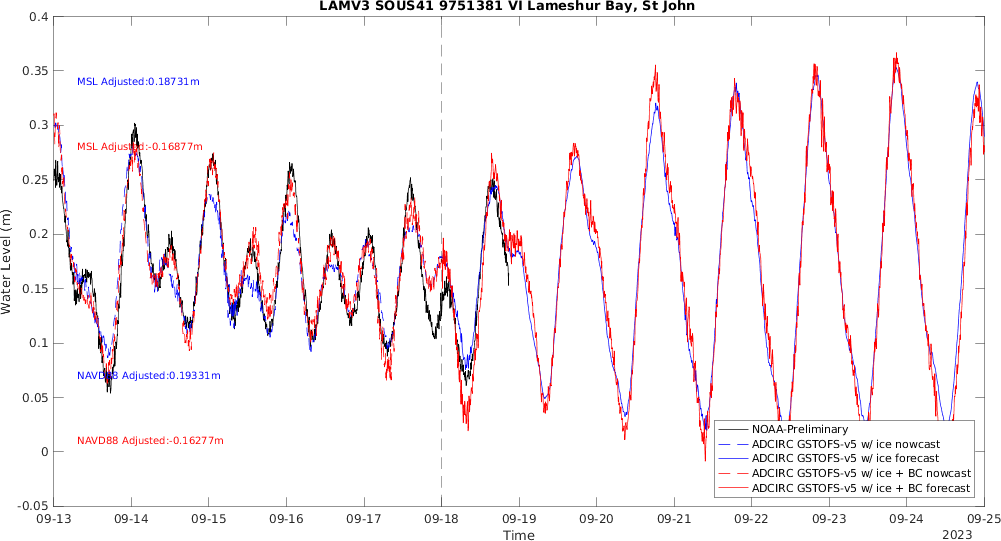 LAMV3 SOUS41 9751381 VI Lameshur Bay, St John
0.4
0.35
0.3
0.25
0.2
0.15
0.1
0.05
0
-0.05
Water Level (m)
MSL Adjusted:0.18731m
MSL Adjusted:-0.16877m
NAVD88 Adjusted:0.19331m
NAVD88 Adjusted:-0.16277m
NOAA-Preliminary
ADCIRC GSTOFS-v5 w/ ice nowcast
ADCIRC GSTOFS-v5 w/ ice forecast
ADCIRC GSTOFS-v5 w/ ice + BC nowcast
ADCIRC GSTOFS-v5 w/ ice + BC forecast
09-13 09-14 09-15 09-16 09-17 09-18 09-19 09-20 09-21 09-22 09-23 09-24 09-25
Time
2023